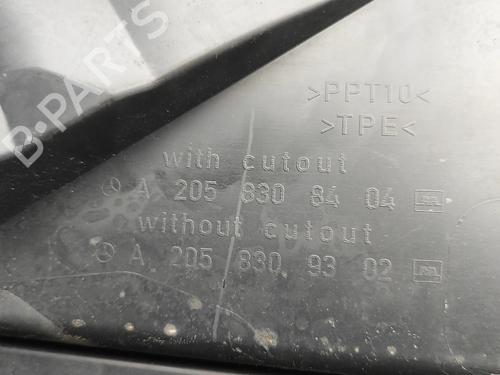 B-PARTS
>PPT10<
>TPE<
with cutout
A 205 830 84 04
without cutout
A 205 830 93 02